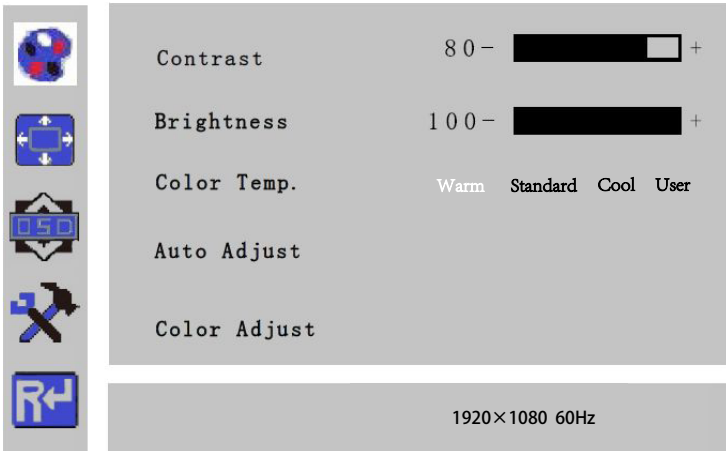 Contrast 80- +
Brightness 100- +
Color Temp. Warm Standard Cool User
OSD
Auto Adjust
Color Adjust
R
1920×1080 60Hz